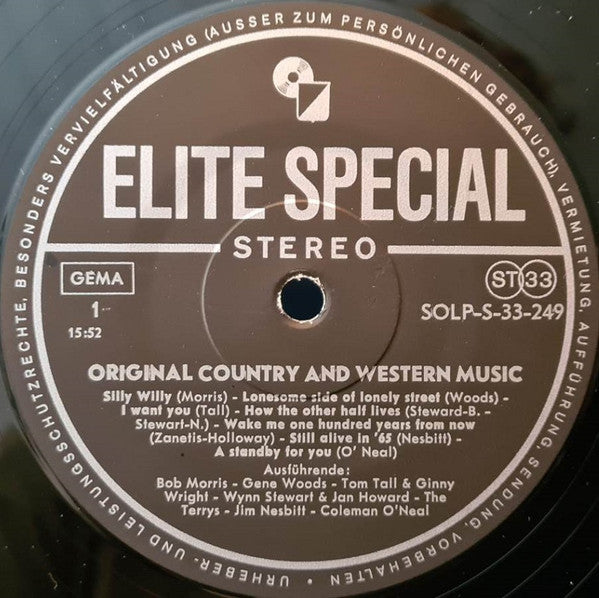 URHEBER- UND LEISTUNGSSCHUTZRECHTE, BESONDERS VERVIELFÄLTIGUNG (AUSSER ZUM PERSÖNLICHEN GEBRAUCH), VERMIETUNG, AUFFÜHRUNG, SENDUNG, VORBEHALTEN •
ELITE SPECIAL
STEREO
GEMA
ST 33
1
SOLP-S-33-249
15:52
ORIGINAL COUNTRY AND WESTERN MUSIC
Silly Willy (Morris) - Lonesome side of lonely street (Woods) -
I want you (Tall) - How the other half lives (Steward-B. -
Stewart-N.) - Wake me one hundred years from now
(Zanetis-Holloway) - Still alive in '65 (Nesbitt) -
A standby for you (O' Neal)
Ausführende:
Bob Morris - Gene Woods - Tom Tall & Ginny
Wright - Wynn Stewart & Jan Howard - The
Terrys - Jim Nesbitt - Coleman O'Neal